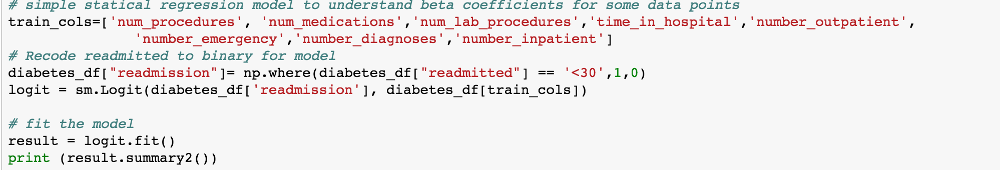 # simple statical regression model to understand beta coefficients for some data points
train_cols=['num_procedures', 'num_medications','num_lab_procedures','time_in_hospital','number_outpatient',
'number_emergency','number_diagnoses','number_inpatient']
# Recode readmitted to binary for model
diabetes_df["readmission"]= np.where(diabetes_df["readmitted"] == '<30',1,0)
logit = sm.Logit(diabetes_df['readmission'], diabetes_df[train_cols])
# fit the model
result = logit.fit()
print (result.summary2())